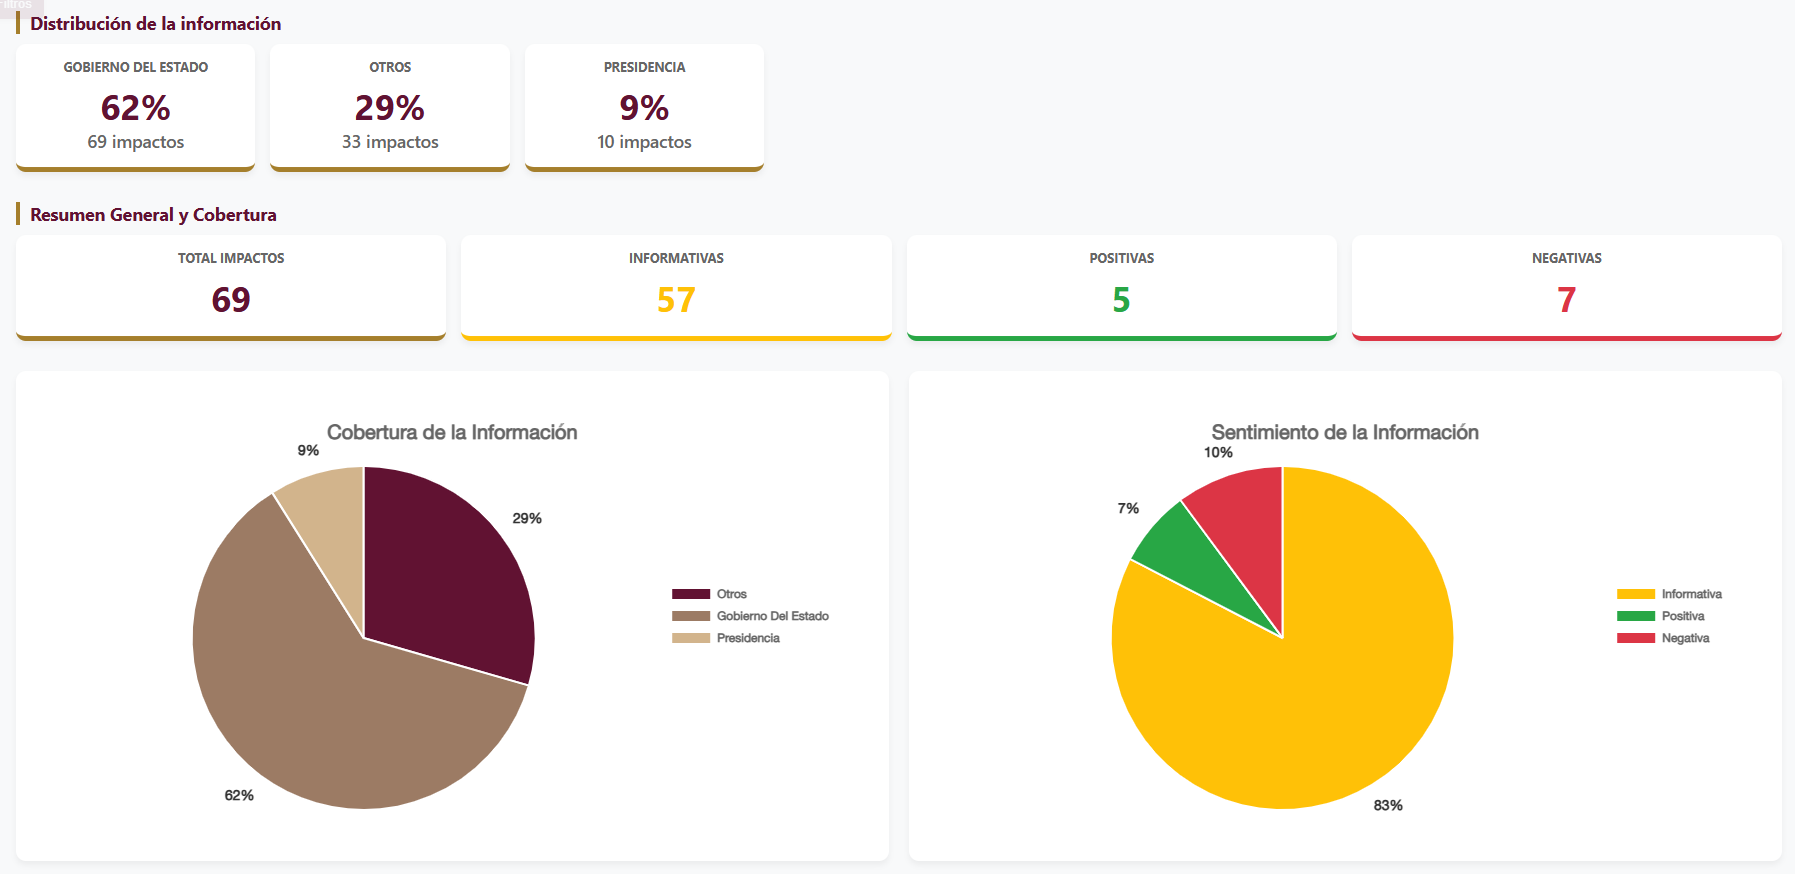 Distribución de la información
GOBIERNO DEL ESTADO
62%
69 impactos
OTROS
29%
33 impactos
PRESIDENCIA
9%
10 impactos
Resumen General y Cobertura
TOTAL IMPACTOS
69
INFORMATIVAS
57
POSITIVAS
5
NEGATIVAS
7
Cobertura de la Información
9%
29%
62%
Otros
Gobierno Del Estado
Presidencia
Sentimiento de la Información
10%
7%
83%
Informativa
Positiva
Negativa